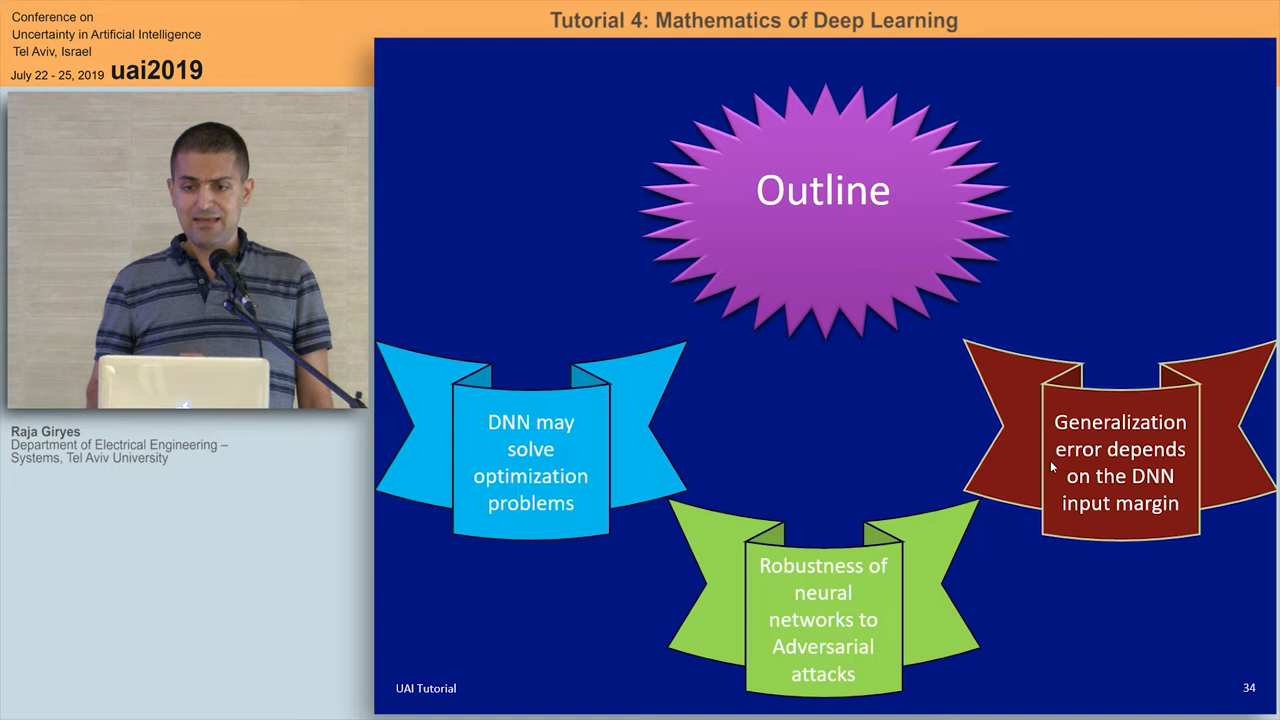 Conference on
Uncertainty in Artificial Intelligence
Tel Aviv, Israel
July 22 - 25, 2019 uai2019
Tutorial 4: Mathematics of Deep Learning
Outline
DNN may
solve
optimization
problems
Robustness of
neural
networks to
Adversarial
attacks
Generalization
error depends
on the DNN
input margin
Raja Giryes
Department of Electrical Engineering –
Systems, Tel Aviv University
UAI Tutorial
34